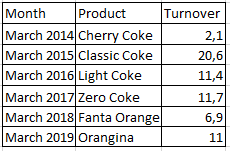 Month Product Turnover
March 2014 Cherry Coke 2,1
March 2015 Classic Coke 20,6
March 2016 Light Coke 11,4
March 2017 Zero Coke 11,7
March 2018 Fanta Orange 6,9
March 2019 Orangina 11